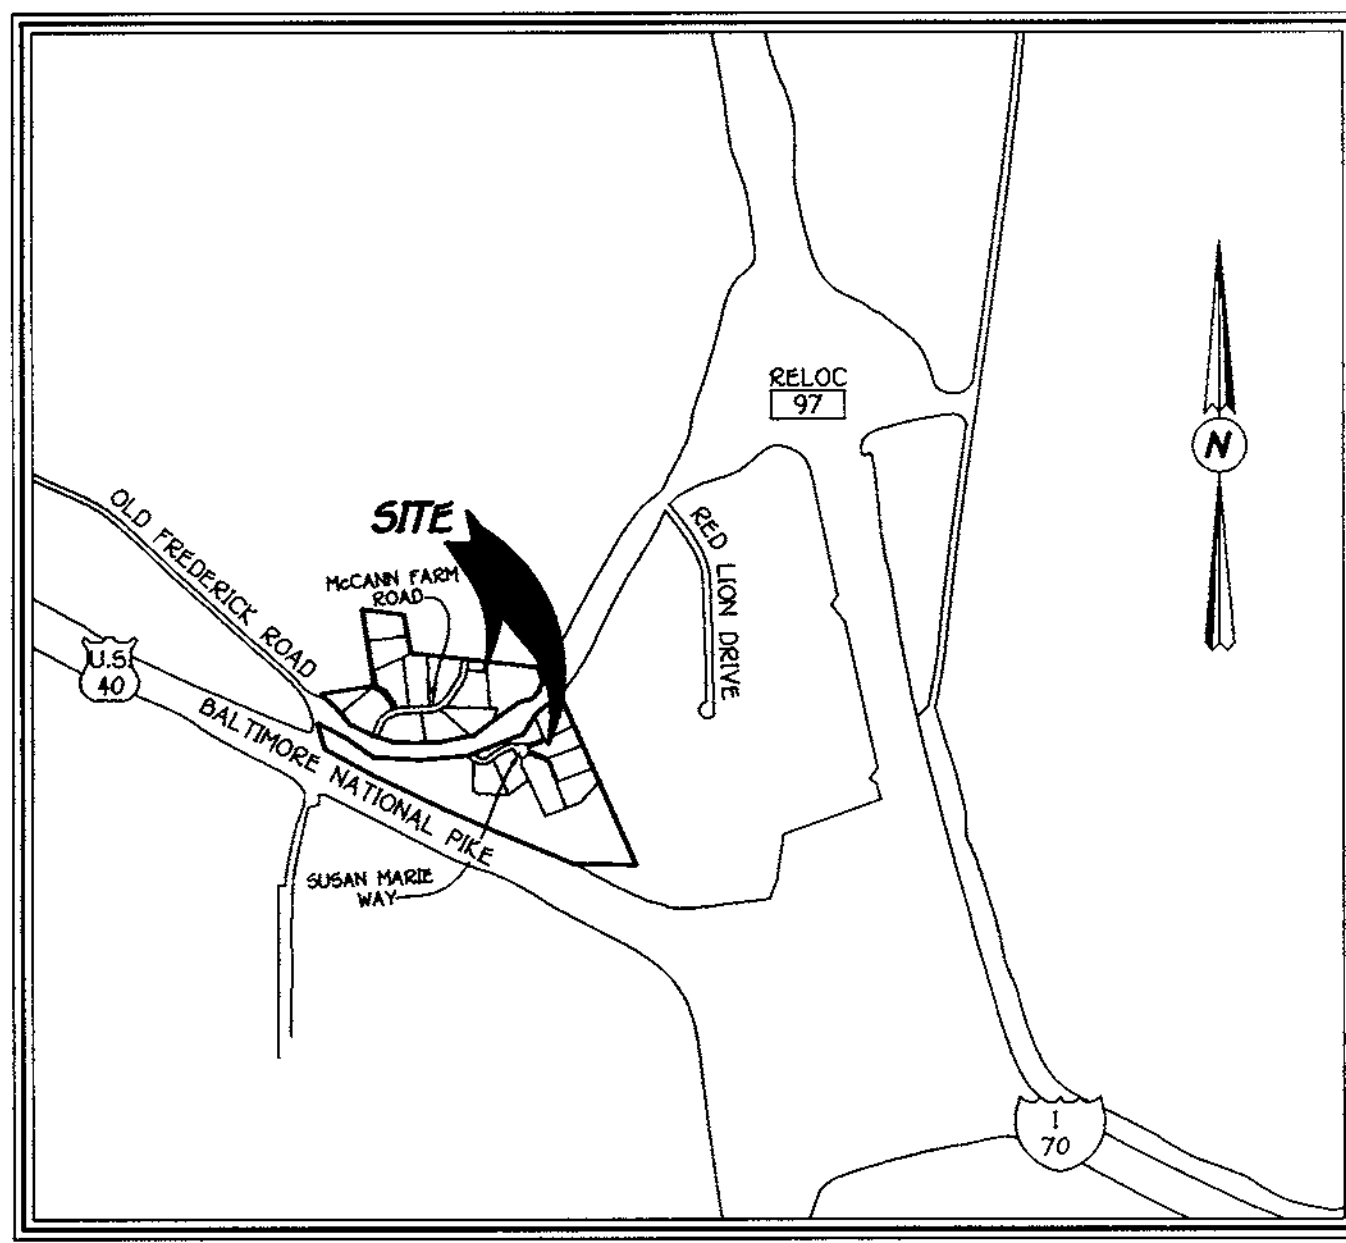 RELOC
97
N
SITE
OLD FREDERICK ROAD
McCANN FARM
ROAD
RED LION DRIVE
U.S.
40
BALTIMORE NATIONAL PIKE
SUSAN MARIE
WAY
I
70